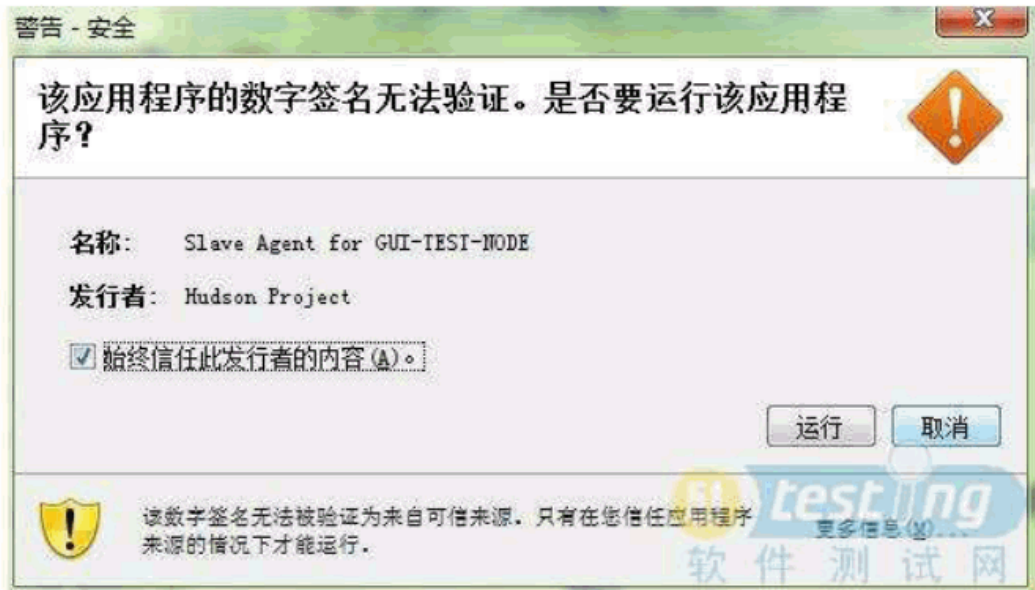 警告 - 安全
该应用程序的数字签名无法验证。是否要运行该应用程
序?
名称: Slave Agent for GUI-TEST-NODE
发行者: Hudson Project
始终信任此发行者的内容(A)。
运行 取消
该数字签名无法被验证为来自可信来源. 只有在您信任应用程序
来源的情况下才能运行.
更多信息(M)...
51 testing
软件测试网